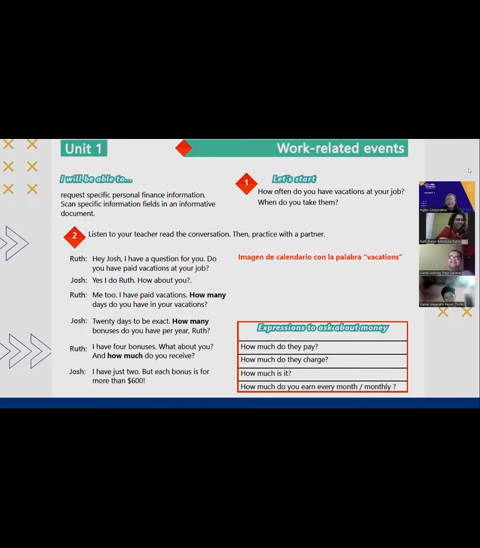 Unit 1
Work-related events
I will be able to...
request specific personal finance information.
Scan specific information fields in an informative
document.
1
Let's start
How often do you have vacations at your job?
When do you take them?
2
Listen to your teacher read the conversation. Then, practice with a partner.
Ruth: Hey Josh, I have a question for you. Do
you have paid vacations at your job?
Josh: Yes I do Ruth. How about you?.
Ruth: Me too. I have paid vacations. How many
days do you have in your vacations?
Josh: Twenty days to be exact. How many
bonuses do you have per year, Ruth?
Ruth: I have four bonuses. What about you?
And how much do you receive?
Josh: I have just two. But each bonus is for
more than $600!
Imagen de calendario con la palabra "vacations"
Expressions to ask about money
How much do they pay?
How much do they charge?
How much is it?
How much do you earn every month / monthly ?